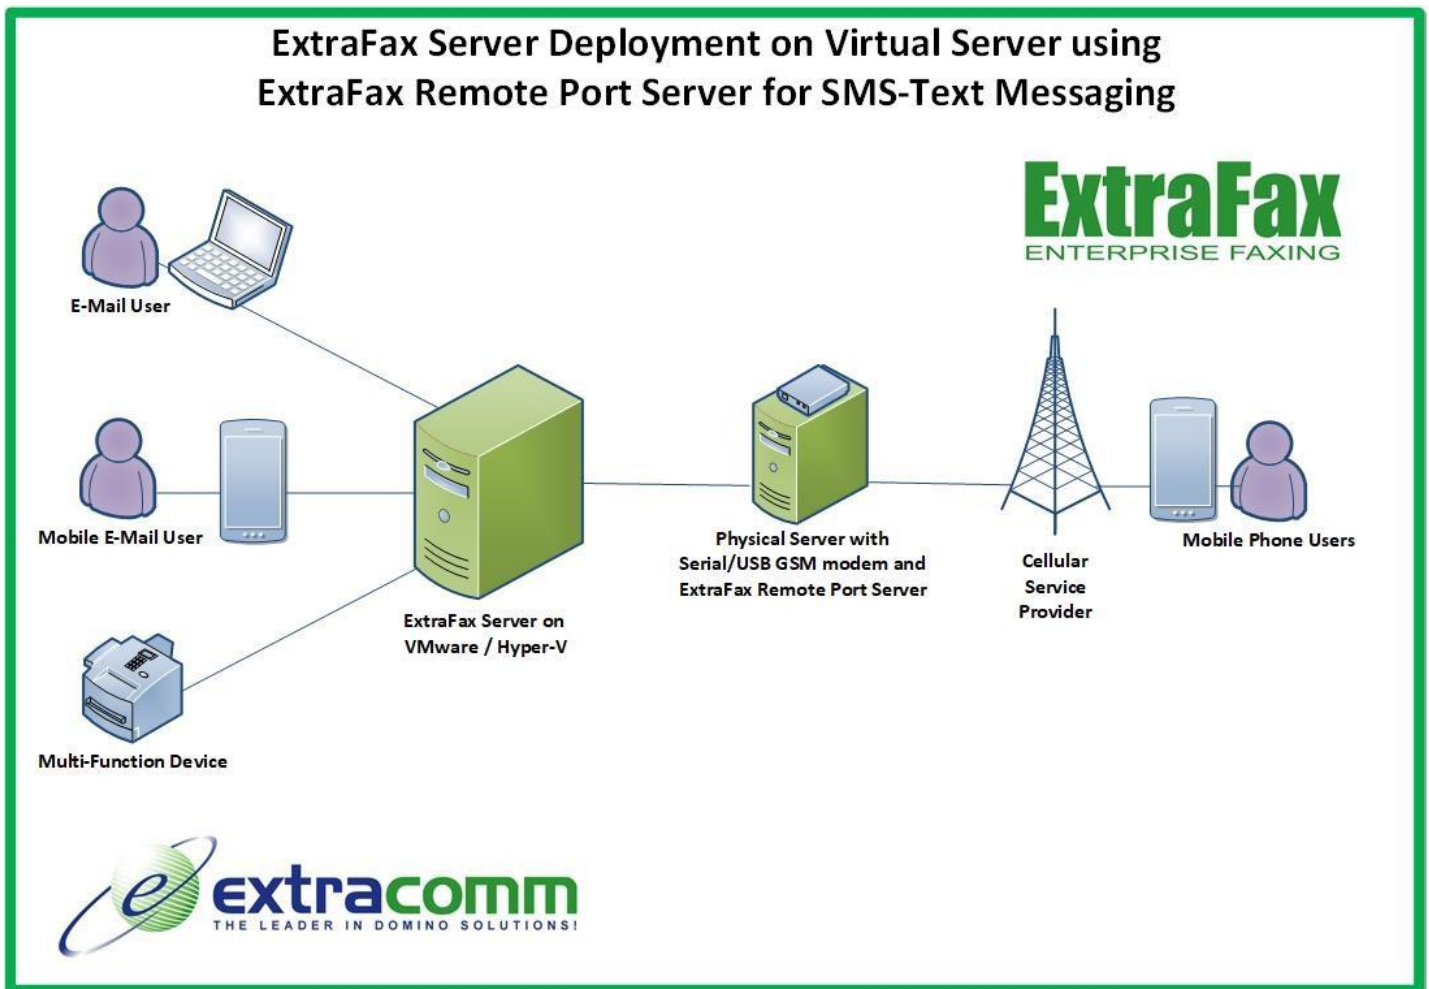 ExtraFax Server Deployment on Virtual Server using
ExtraFax Remote Port Server for SMS-Text Messaging
ExtraFax
ENTERPRISE FAXING
E-Mail User
Mobile E-Mail User
Physical Server with
Serial/USB GSM modem and
ExtraFax Remote Port Server
Mobile Phone Users
Cellular
Service
Provider
ExtraFax Server on
VMware / Hyper-V
Multi-Function Device
e
extracomm
THE LEADER IN DOMINO SOLUTIONS!